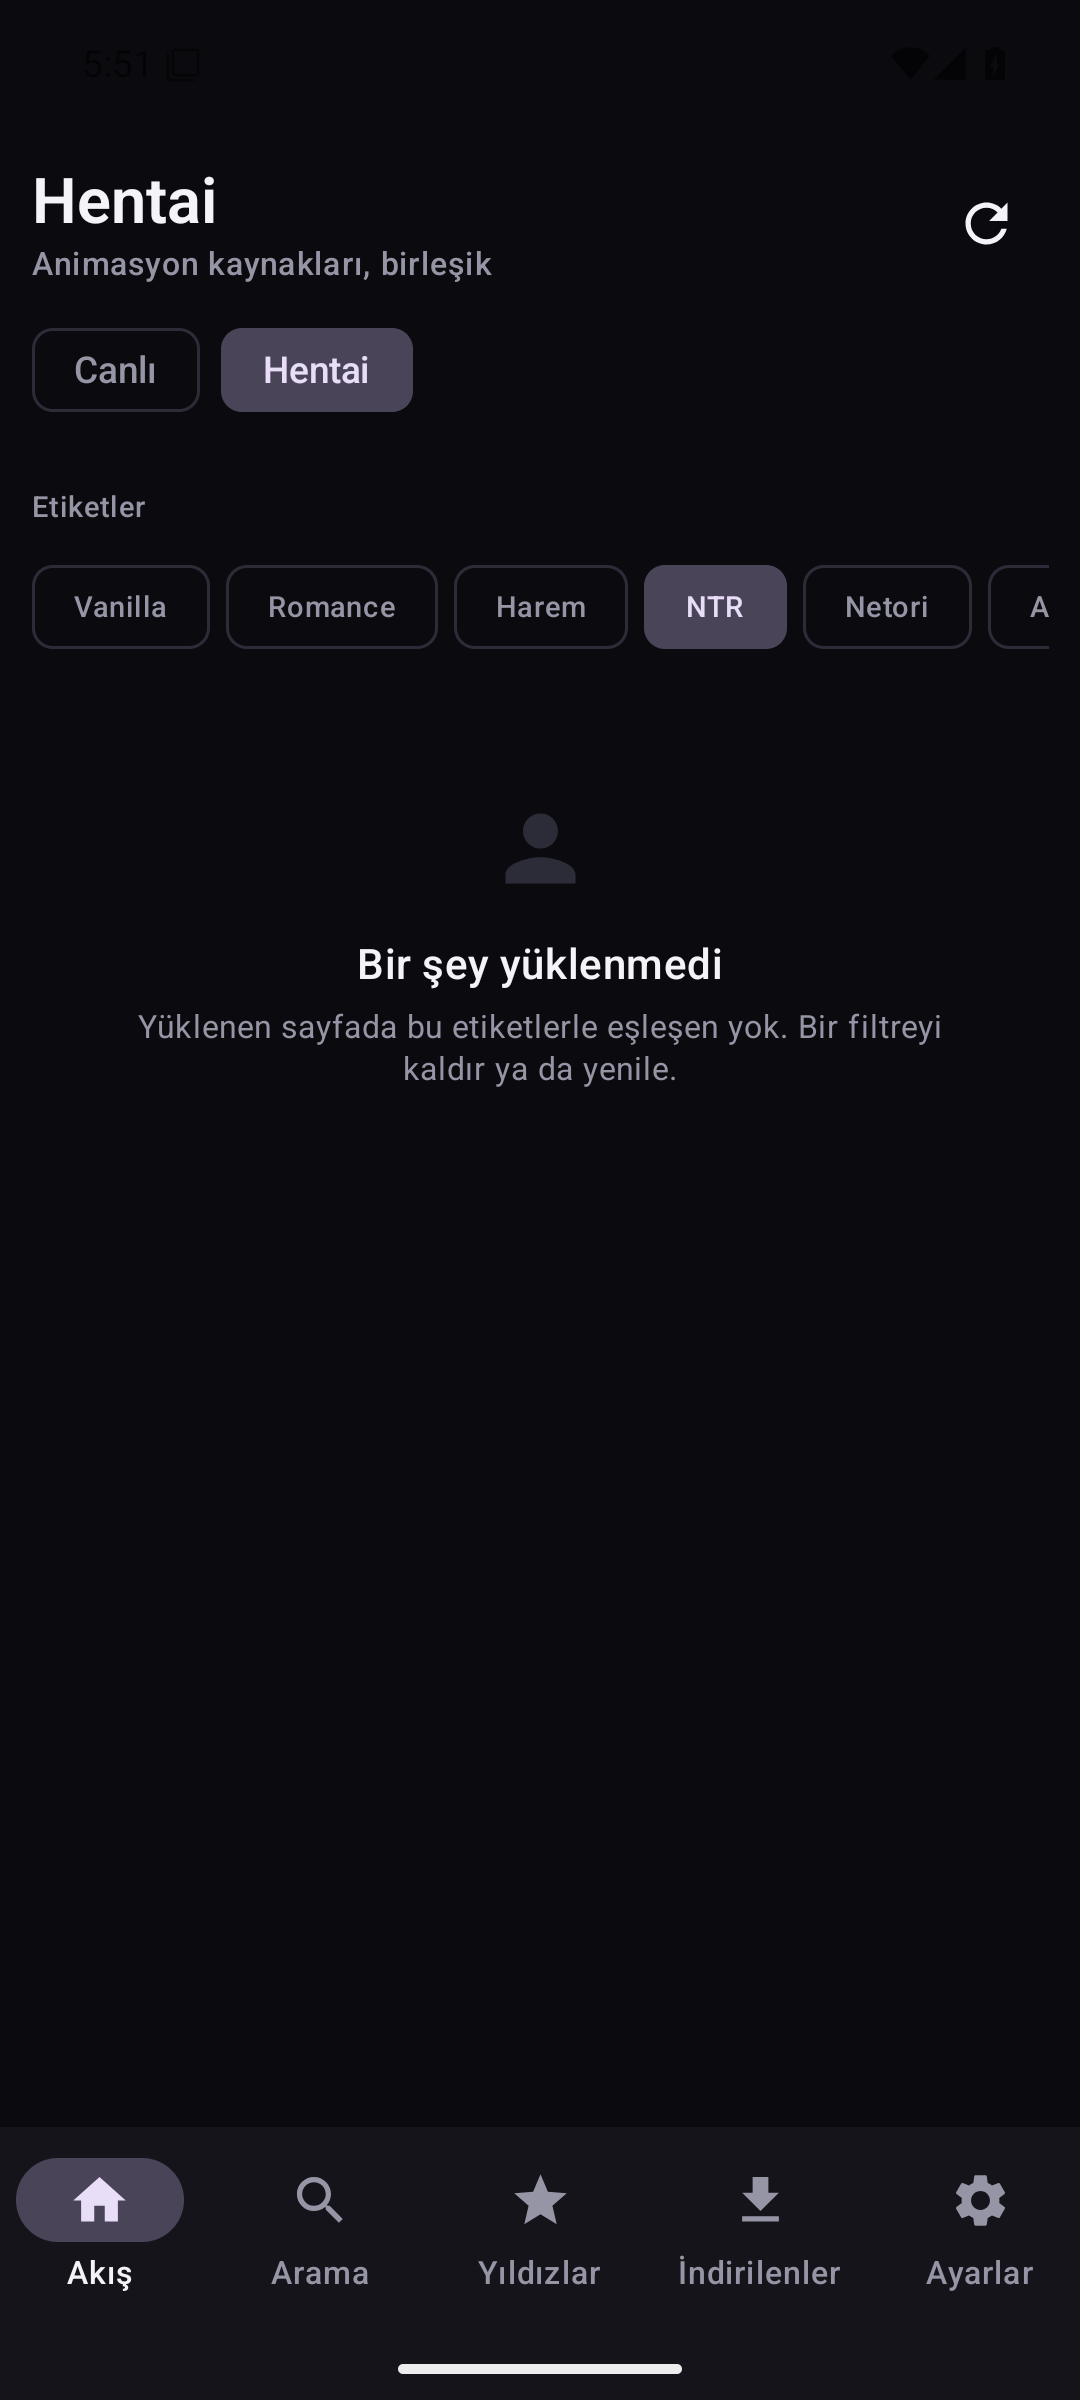 5:51
Hentai
Animasyon kaynakları, birleşik
Canlı
Hentai
Etiketler
Vanilla
Romance
Harem
NTR
Netori
A
Bir şey yüklenmedi
Yüklenen sayfada bu etiketlerle eşleşen yok. Bir filtreyi
kaldır ya da yenile.
Akış
Arama
Yıldızlar
İndirilenler
Ayarlar